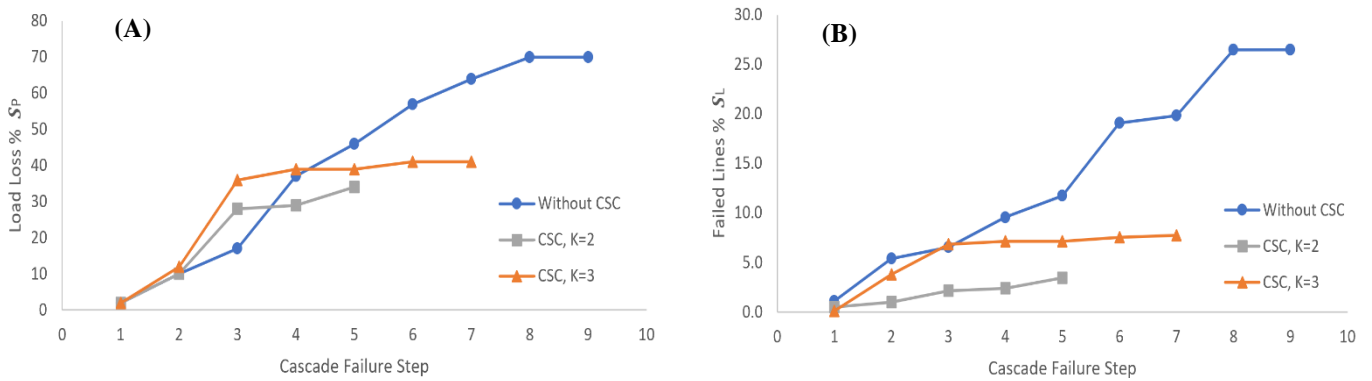 (A)
80
70
60
50
40
30
20
10
0
Load Loss % SP
0 1 2 3 4 5 6 7 8 9 10
Cascade Failure Step
Without CSC
CSC, K=2
CSC, K=3
(B)
30.0
25.0
20.0
15.0
10.0
5.0
0.0
Failed Lines % SL
0 1 2 3 4 5 6 7 8 9 10
Cascade Failure Step
Without CSC
CSC, K=2
CSC, K=3